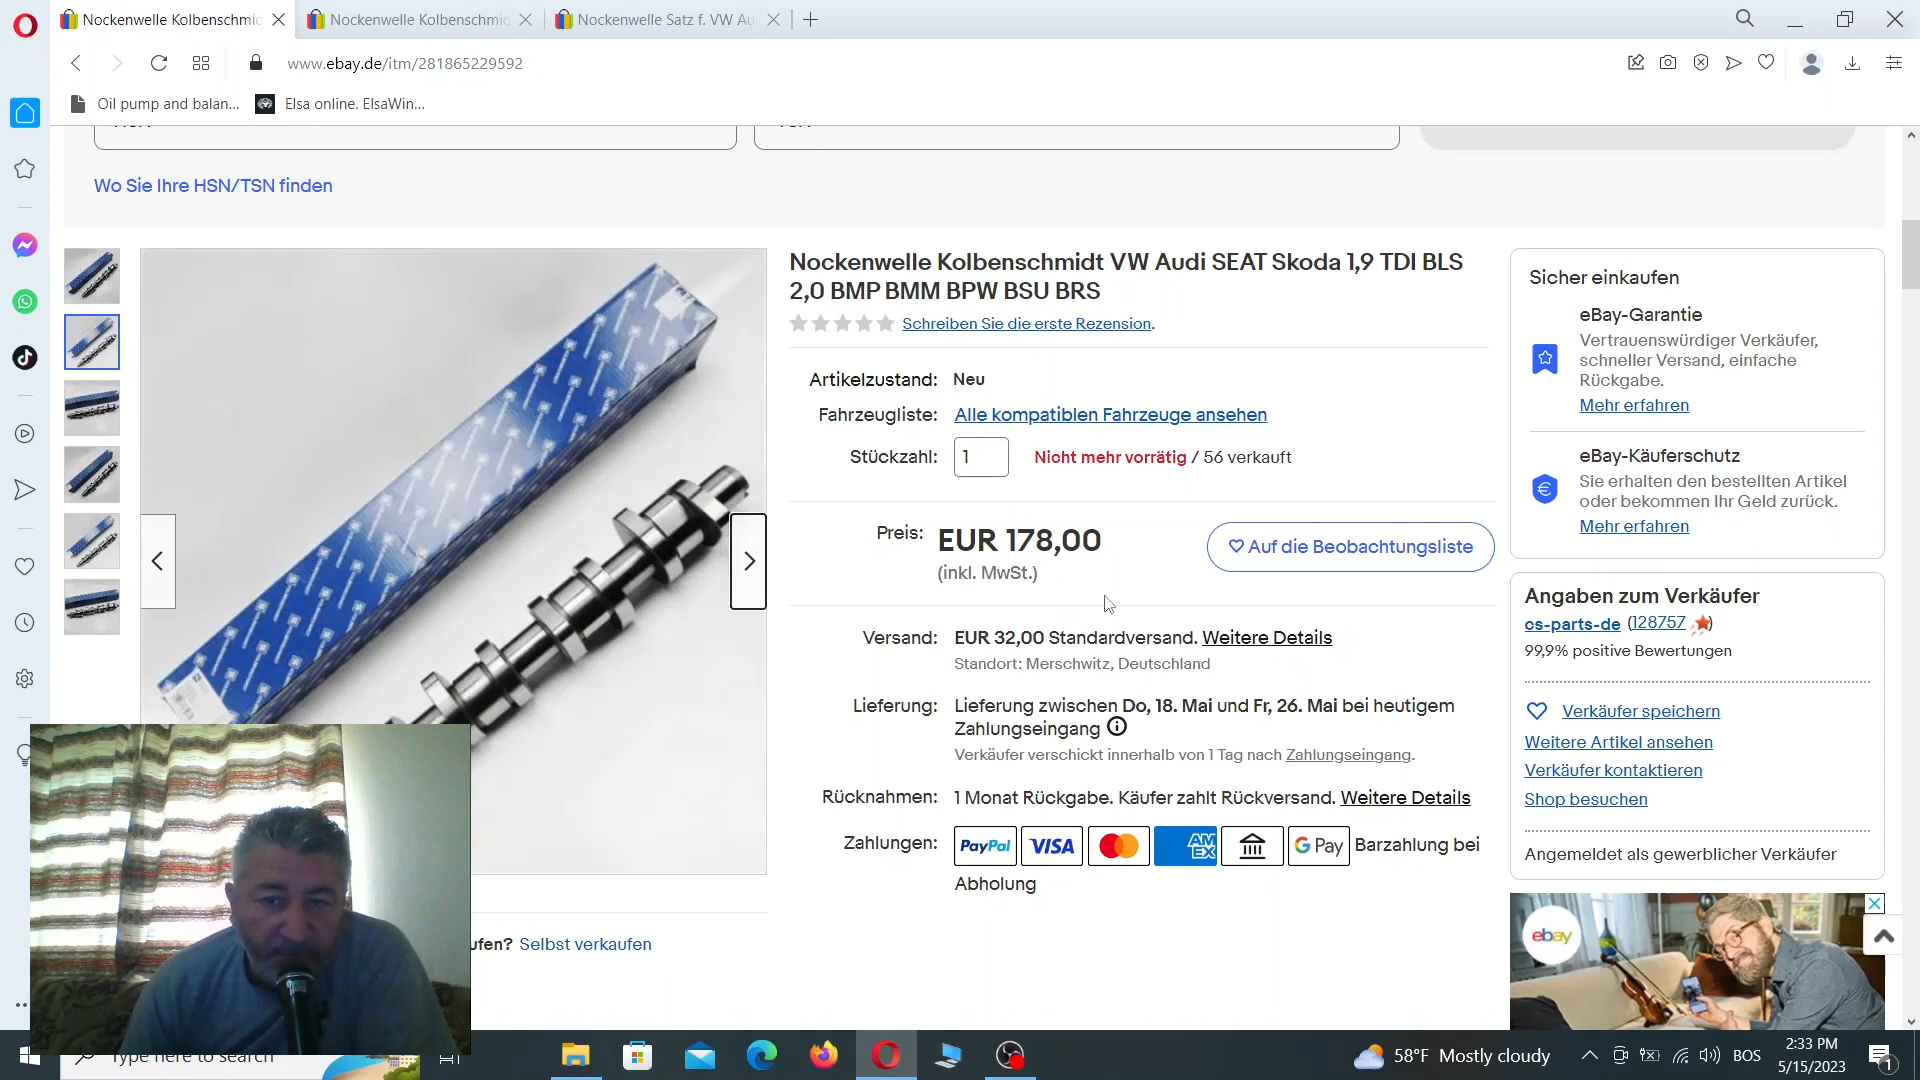 Nockenwelle Kolbenschmid
Nockenwelle Kolbenschmid
Nockenwelle Satz f. VW Au
www.ebay.de/itm/281865229592
Oil pump and balan...
Elsa online. ElsaWin...
Wo Sie Ihre HSN/TSN finden
Nockenwelle Kolbenschmidt VW Audi SEAT Skoda 1,9 TDI BLS
2,0 BMP BMM BPW BSU BRS
Schreiben Sie die erste Rezension.
Artikelzustand: Neu
Fahrzeugliste: Alle kompatiblen Fahrzeuge ansehen
Stückzahl: 1 Nicht mehr vorrätig / 56 verkauft
Preis: EUR 178,00
(inkl. MwSt.)
Auf die Beobachtungsliste
Versand: EUR 32,00 Standardversand. Weitere Details
Standort: Merschwitz, Deutschland
Lieferung: Lieferung zwischen Do, 18. Mai und Fr, 26. Mai bei heutigem
Zahlungseingang
Verkäufer verschickt innerhalb von 1 Tag nach Zahlungseingang.
Rücknahmen: 1 Monat Rückgabe. Käufer zahlt Rückversand. Weitere Details
Zahlungen: PayPal VISA AMEX G Pay Barzahlung bei
Abholung
Selbst verkaufen
Sicher einkaufen
eBay-Garantie
Vertrauenswürdiger Verkäufer,
schneller Versand, einfache
Rückgabe.
Mehr erfahren
eBay-Käuferschutz
Sie erhalten den bestellten Artikel
oder bekommen Ihr Geld zurück.
Mehr erfahren
Angaben zum Verkäufer
cs-parts-de (128757)
99,9% positive Bewertungen
Verkäufer speichern
Weitere Artikel ansehen
Verkäufer kontaktieren
Shop besuchen
Angemeldet als gewerblicher Verkäufer
ebay
Type here to search
58°F Mostly cloudy
BOS
2:33 PM
5/15/2023
1